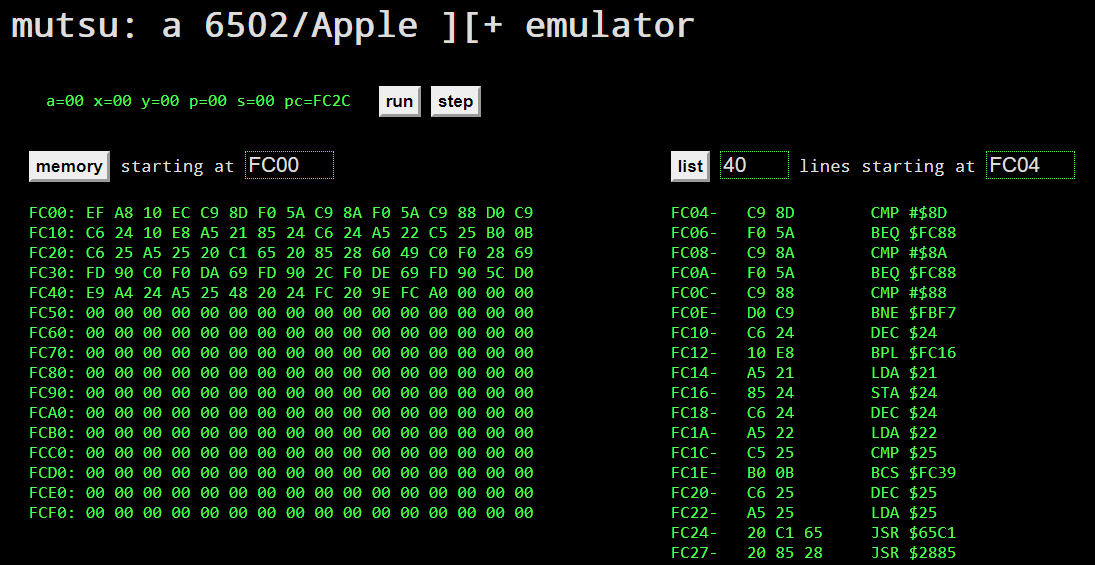 mutsu: a 6502/Apple ][+ emulator
a=00 x=00 y=00 p=00 s=00 pc=FC2C run step
memory starting at FC00
FC00: EF A8 10 EC C9 8D F0 5A C9 8A F0 5A C9 88 D0 C9
FC10: C6 24 10 E8 A5 21 85 24 C6 24 A5 22 C5 25 B0 0B
FC20: C6 25 A5 25 20 C1 65 20 85 28 60 49 C0 F0 28 69
FC30: FD 90 C0 F0 DA 69 FD 90 2C F0 DE 69 FD 90 5C D0
FC40: E9 A4 24 A5 25 48 20 24 FC 20 9E FC A0 00 00 00
FC50: 00 00 00 00 00 00 00 00 00 00 00 00 00 00 00 00
FC60: 00 00 00 00 00 00 00 00 00 00 00 00 00 00 00 00
FC70: 00 00 00 00 00 00 00 00 00 00 00 00 00 00 00 00
FC80: 00 00 00 00 00 00 00 00 00 00 00 00 00 00 00 00
FC90: 00 00 00 00 00 00 00 00 00 00 00 00 00 00 00 00
FCA0: 00 00 00 00 00 00 00 00 00 00 00 00 00 00 00 00
FCB0: 00 00 00 00 00 00 00 00 00 00 00 00 00 00 00 00
FCC0: 00 00 00 00 00 00 00 00 00 00 00 00 00 00 00 00
FCD0: 00 00 00 00 00 00 00 00 00 00 00 00 00 00 00 00
FCE0: 00 00 00 00 00 00 00 00 00 00 00 00 00 00 00 00
FCF0: 00 00 00 00 00 00 00 00 00 00 00 00 00 00 00 00
list 40 lines starting at FC04
FC04- C9 8D CMP #$8D
FC06- F0 5A BEQ $FC88
FC08- C9 8A CMP #$8A
FC0A- F0 5A BEQ $FC88
FC0C- C9 88 CMP #$88
FC0E- D0 C9 BNE $FBF7
FC10- C6 24 DEC $24
FC12- 10 E8 BPL $FC16
FC14- A5 21 LDA $21
FC16- 85 24 STA $24
FC18- C6 24 DEC $24
FC1A- A5 22 LDA $22
FC1C- C5 25 CMP $25
FC1E- B0 0B BCS $FC39
FC20- C6 25 DEC $25
FC22- A5 25 LDA $25
FC24- 20 C1 65 JSR $65C1
FC27- 20 85 28 JSR $2885